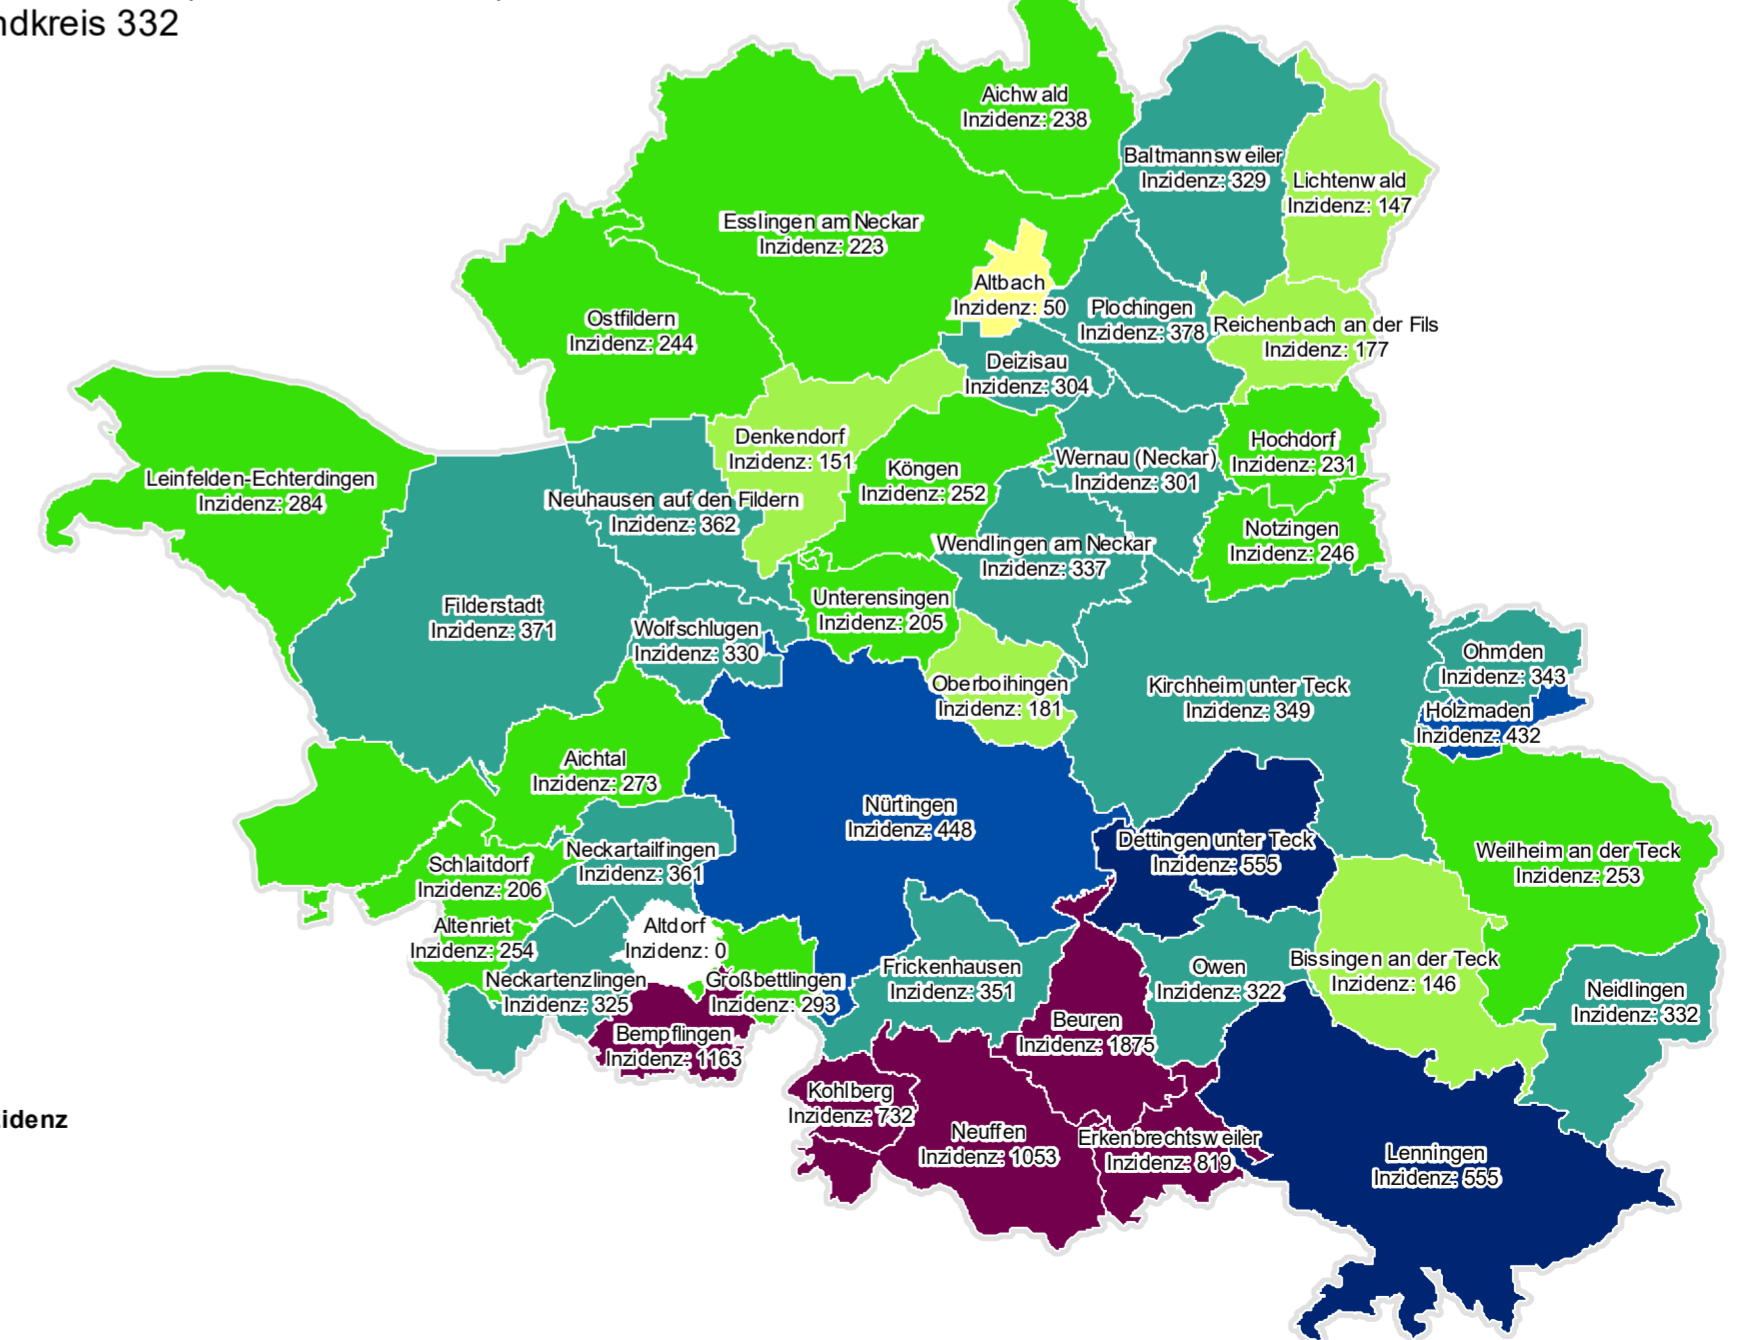 ndkreis 332
Aichwald
Inzidenz: 238
Baltmannsweiler
Inzidenz: 329
Lichtenwald
Inzidenz: 147
Esslingen am Neckar
Inzidenz: 223
Altbach
Inzidenz: 50
Plochingen
Inzidenz: 378
Reichenbach an der Fils
Inzidenz: 177
Ostfildern
Inzidenz: 244
Deizisau
Inzidenz: 304
Denkendorf
Inzidenz: 151
Hochdorf
Inzidenz: 231
Köngen
Inzidenz: 252
Wernau (Neckar)
Inzidenz: 301
Leinfelden-Echterdingen
Inzidenz: 284
Neuhausen auf den Fildern
Inzidenz: 362
Notzingen
Inzidenz: 246
Wendlingen am Neckar
Inzidenz: 337
Filderstadt
Inzidenz: 371
Unterensingen
Inzidenz: 205
Wolfschlugen
Inzidenz: 330
Ohmden
Inzidenz: 343
Oberboihingen
Inzidenz: 181
Kirchheim unter Teck
Inzidenz: 349
Holzmaden
Inzidenz: 432
Aichtal
Inzidenz: 273
Nürtingen
Inzidenz: 448
Dettingen unter Teck
Inzidenz: 555
Weilheim an der Teck
Inzidenz: 253
Neckartailfingen
Inzidenz: 361
Schlaitdorf
Inzidenz: 206
Altenriet
Inzidenz: 254
Altdorf
Inzidenz: 0
Frickenhausen
Inzidenz: 351
Owen
Inzidenz: 322
Bissingen an der Teck
Inzidenz: 146
Neckartenzlingen
Inzidenz: 325
Großbettlingen
Inzidenz: 293
Neidlingen
Inzidenz: 332
Beuren
Inzidenz: 1875
Bempflingen
Inzidenz: 1163
Kohlberg
Inzidenz: 732
idenz
Neuffen
Inzidenz: 1053
Erkenbrechtsweiler
Inzidenz: 819
Lenningen
Inzidenz: 555